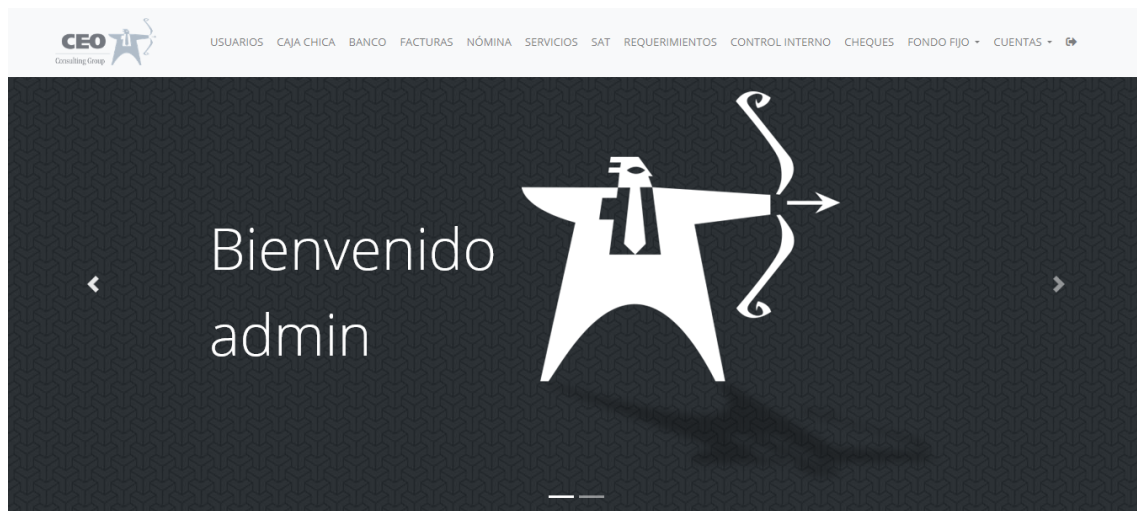 CEO
Consulting Group
USUARIOS CAJA CHICA BANCO FACTURAS NÓMINA SERVICIOS SAT REQUERIMIENTOS CONTROL INTERNO CHEQUES FONDO FIJO CUENTAS
Bienvenido
admin